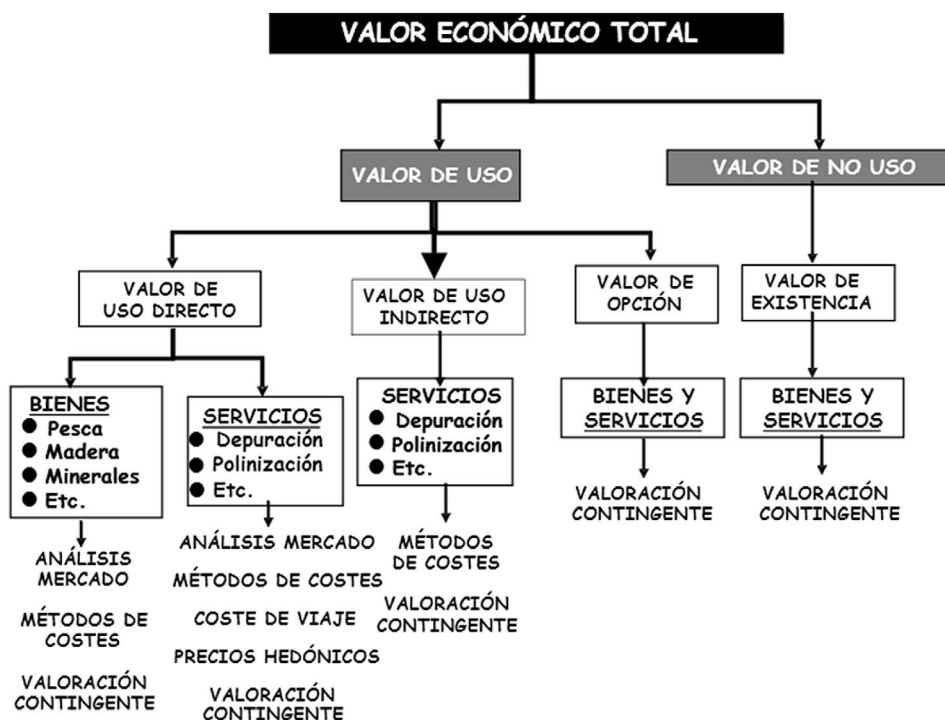 VALOR ECONÓMICO TOTAL
VALOR DE USO
VALOR DE NO USO
VALOR DE
USO DIRECTO
VALOR DE USO
INDIRECTO
VALOR DE
OPCIÓN
VALOR DE
EXISTENCIA
BIENES
Pesca
Madera
Minerales
Etc.
SERVICIOS
Depuración
Polinización
Etc.
SERVICIOS
Depuración
Polinización
Etc.
BIENES Y
SERVICIOS
BIENES Y
SERVICIOS
ANÁLISIS
MERCADO
MÉTODOS DE
COSTES
VALORACIÓN
CONTINGENTE
ANÁLISIS MERCADO
MÉTODOS DE COSTES
COSTE DE VIAJE
PRECIOS HEDÓNICOS
VALORACIÓN
CONTINGENTE
MÉTODOS
DE COSTES
VALORACIÓN
CONTINGENTE
VALORACIÓN
CONTINGENTE
VALORACIÓN
CONTINGENTE